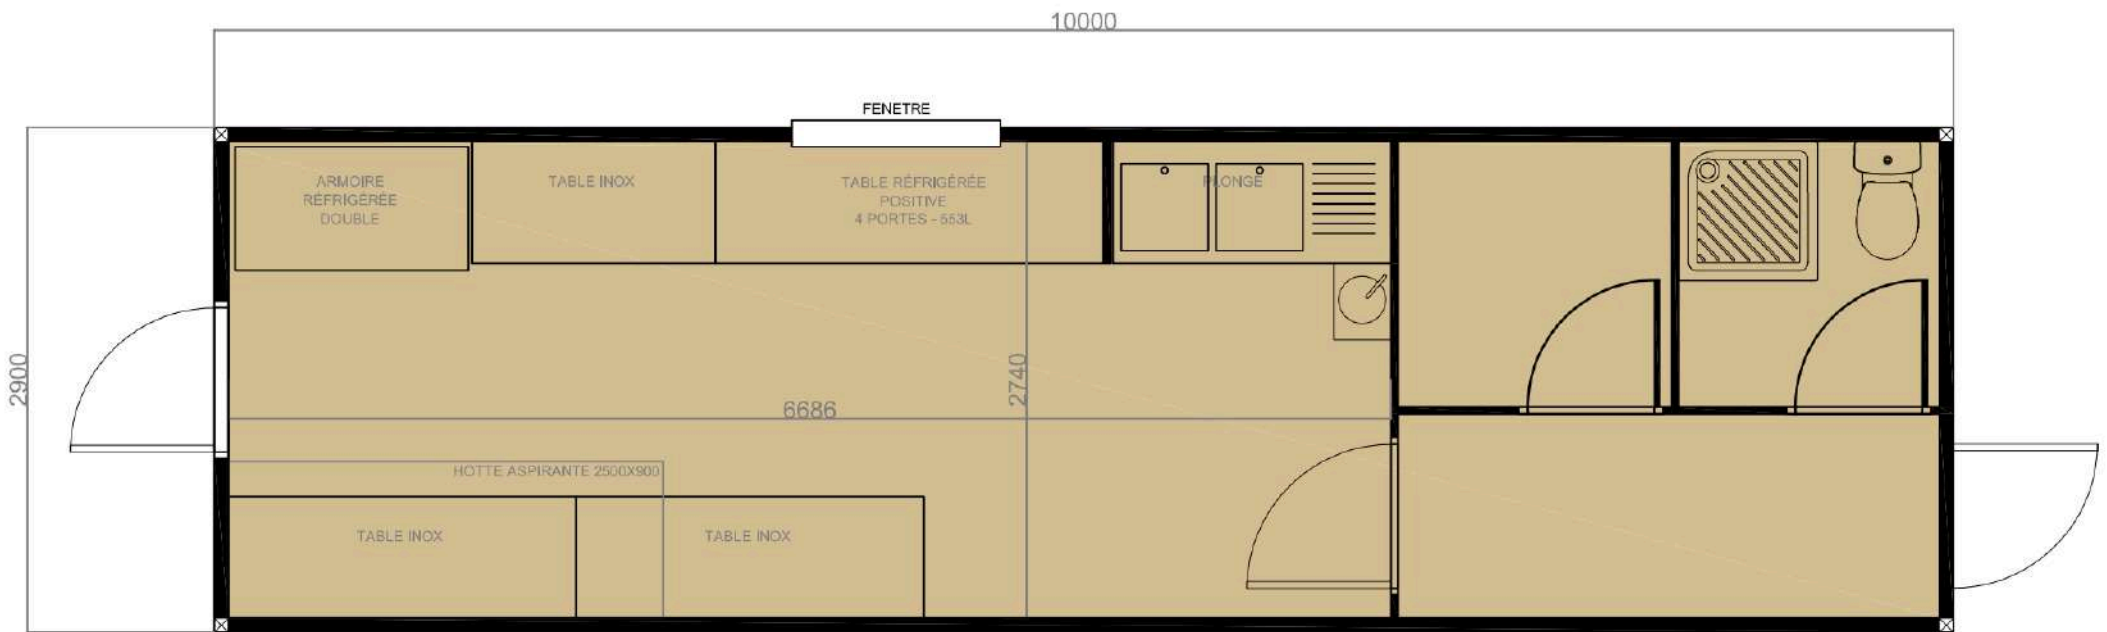 10000
FENETRE
ARMOIRE
RÉFRIGÉRÉE
DOUBLE
TABLE INOX
TABLE RÉFRIGÉRÉE
POSITIVE
4 PORTES - 553L
PLONGE
2900
2740
6686
HOTTE ASPIRANTE 2500X900
TABLE INOX
TABLE INOX